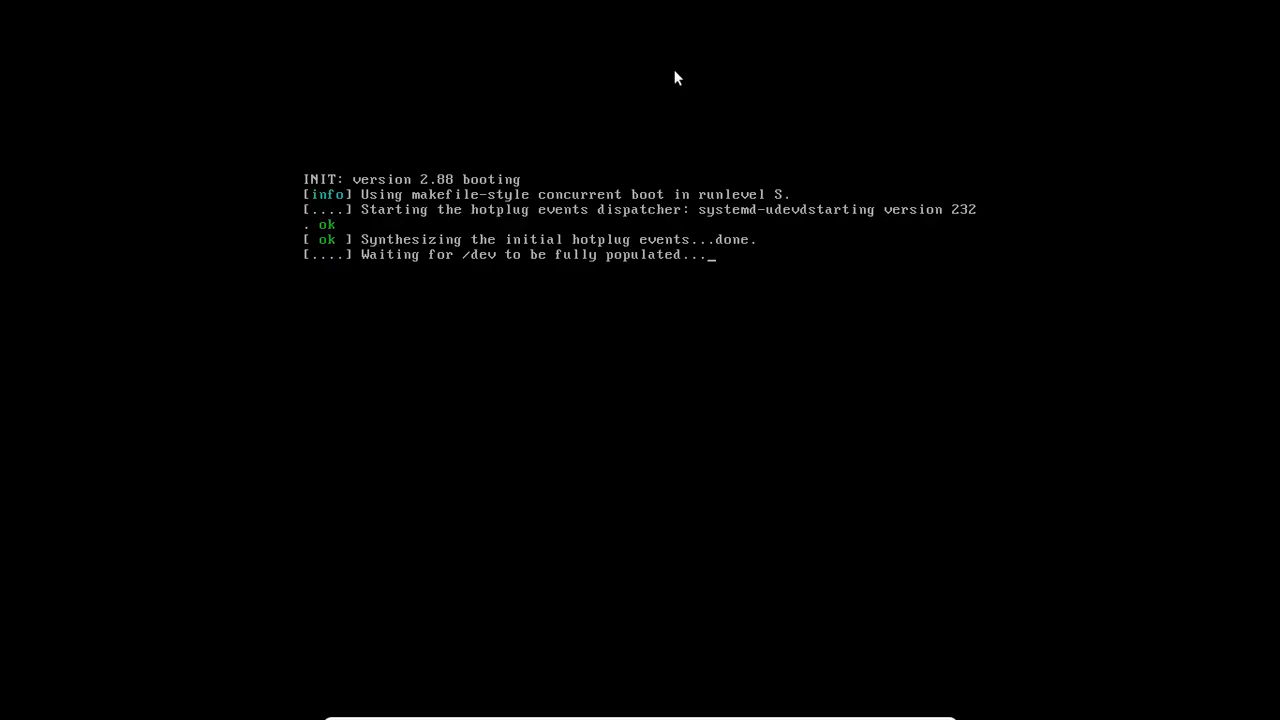 INIT: version 2.88 booting
[info] Using makefile-style concurrent boot in runlevel S.
[....] Starting the hotplug events dispatcher: systemd-udevdstarting version 232
. ok
[ ok ] Synthesizing the initial hotplug events...done.
[....] Waiting for /dev to be fully populated..._